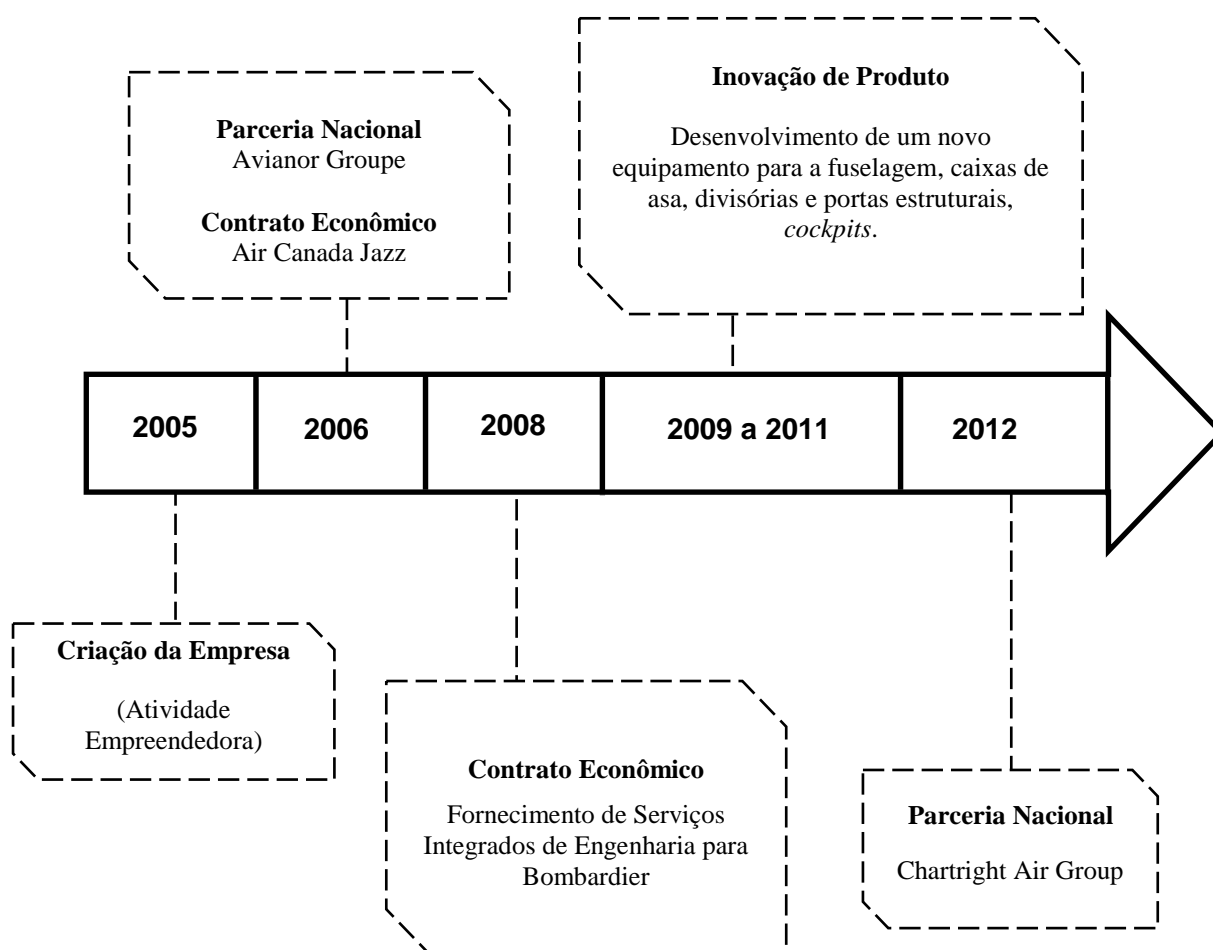 Parceria Nacional
Avianor Groupe
Contrato Econômico
Air Canada Jazz
Inovação de Produto
Desenvolvimento de um novo
equipamento para a fuselagem, caixas de
asa, divisórias e portas estruturais,
cockpits.
2005
2006
2008
2009 a 2011
2012
Criação da Empresa
(Atividade
Empreendedora)
Contrato Econômico
Fornecimento de Serviços
Integrados de Engenharia para
Bombardier
Parceria Nacional
Chartright Air Group